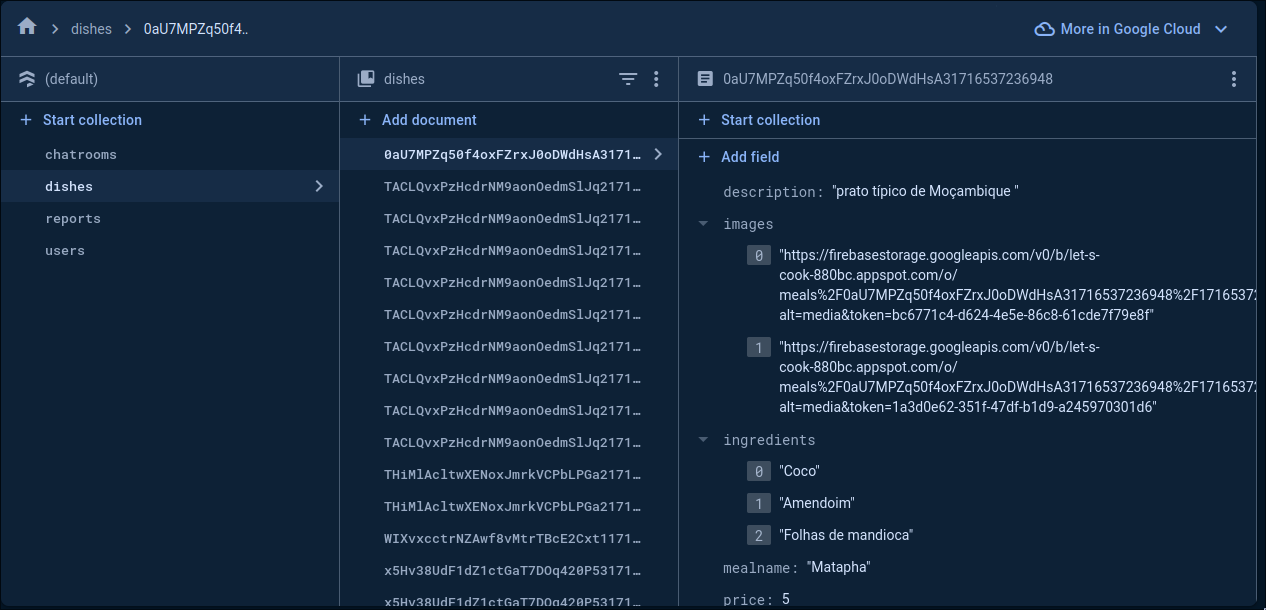 dishes
0aU7MPZq50f4..
More in Google Cloud
(default)
dishes
0aU7MPZq50f4oxFZrxJ0oDWdHsA31716537236948
Start collection
chatrooms
dishes
reports
users
Add document
0aU7MPZq50f4oxFZrxJ0oDWdHsA3171…
TACLQvxPzHcdrNM9aonOedmSlJq2171…
TACLQvxPzHcdrNM9aonOedmSlJq2171…
TACLQvxPzHcdrNM9aonOedmSlJq2171…
TACLQvxPzHcdrNM9aonOedmSlJq2171…
TACLQvxPzHcdrNM9aonOedmSlJq2171…
TACLQvxPzHcdrNM9aonOedmSlJq2171…
TACLQvxPzHcdrNM9aonOedmSlJq2171…
TACLQvxPzHcdrNM9aonOedmSlJq2171…
TACLQvxPzHcdrNM9aonOedmSlJq2171…
THiMlAcltwXENoxJmrkVCPbLPGa2171…
THiMlAcltwXENoxJmrkVCPbLPGa2171…
WIXvxcctrNZAwf8vMtrTBcE2Cxt1171…
x5Hv38UdF1dZ1ctGaT7DOq420P53171…
x5Hv38UdF1dZ1ctGaT7DOq420P53171…
Start collection
Add field
description: "prato típico de Moçambique "
images
0 "https://firebasestorage.googleapis.com/v0/b/let-s-
cook-880bc.appspot.com/o/
meals%2F0aU7MPZq50f4oxFZrxJ0oDWdHsA31716537236948%2F1716537
alt=media&token=bc6771c4-d624-4e5e-86c8-61cde7f79e8f"
1 "https://firebasestorage.googleapis.com/v0/b/let-s-
cook-880bc.appspot.com/o/
meals%2F0aU7MPZq50f4oxFZrxJ0oDWdHsA31716537236948%2F1716537
alt=media&token=1a3d0e62-351f-47df-b1d9-a245970301d6"
ingredients
0 "Coco"
1 "Amendoim"
2 "Folhas de mandioca"
mealname: "Matapha"
price: 5